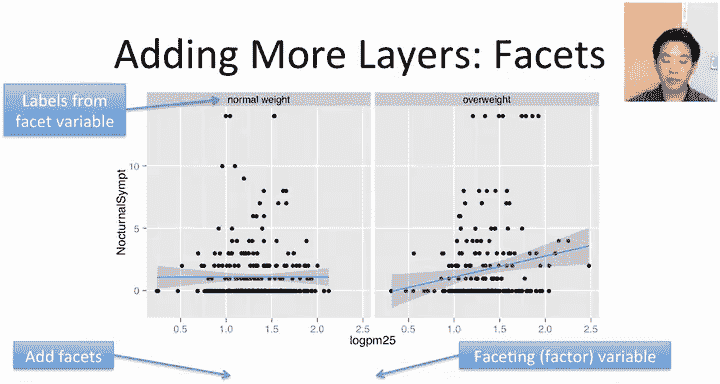 Adding More Layers: Facets
Labels from
facet variable
normal weight
overweight
NocturnalSympt
10
5
0
0.5 1.0 1.5 2.0 2.5
0.5 1.0 1.5 2.0 2.5
logpm25
Add facets
Faceting (factor) variable